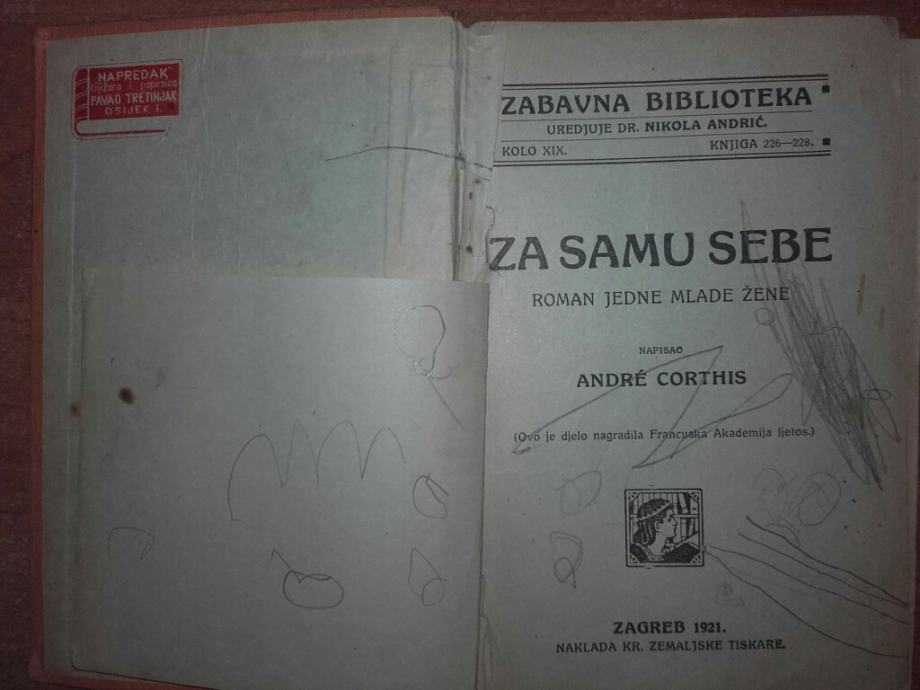 „NAPREDAK"
Knjižara i papirnica
PAVAO TRETINJAK
OSIJEK I.
ZABAVNA BIBLIOTEKA
UREDJUJE DR. NIKOLA ANDRIĆ.
KOLO XIX.
KNJIGA 226—228.
ZA SAMU SEBE
ROMAN JEDNE MLADE ŽENE
NAPISAO
ANDRÉ CORTHIS
(Ovo je djelo nagradila Francuska Akademija ljetos.)
ZAGREB 1921.
NAKLADA KR. ZEMALJSKE TISKARE.